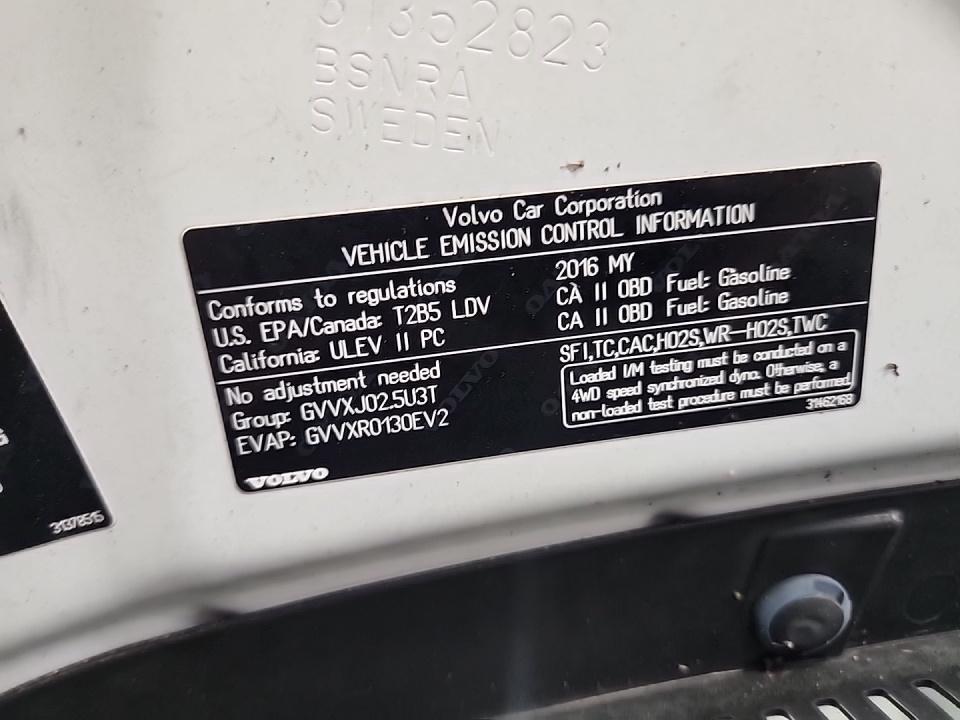 51352823
BSNRA
SWEDEN
Volvo Car Corporation
VEHICLE EMISSION CONTROL INFORMATION
Conforms to regulations 2016 MY
U.S. EPA/Canada: T2B5 LDV CA II OBD Fuel: Gasoline
California: ULEV II PC CA II OBD Fuel: Gasoline
No adjustment needed
Group: GVVXJ02.5U3T
EVAP: GVVXR0130EV2
SFI,TC,CAC,HO2S,WR-HO2S,TWC
Loaded I/M testing must be conducted on a
4WD speed synchronized dyno. Otherwise, a
non-loaded test procedure must be performed.
31462168
VOLVO
31378515